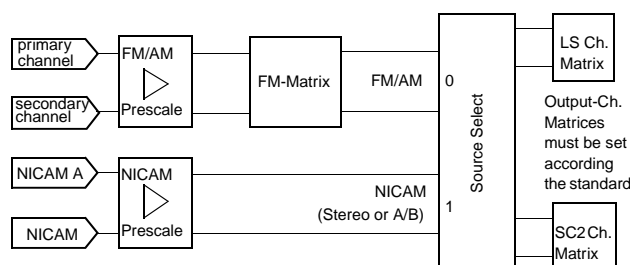 primary
channel
FM/AM
Prescale
secondary
channel
FM-Matrix
FM/AM
0
Source Select
LS Ch.
Matrix
Output-Ch.
Matrices
must be set
according
the standard
NICAM A
NICAM
NICAM
Prescale
NICAM
(Stereo or A/B)
1
SC2 Ch.
Matrix